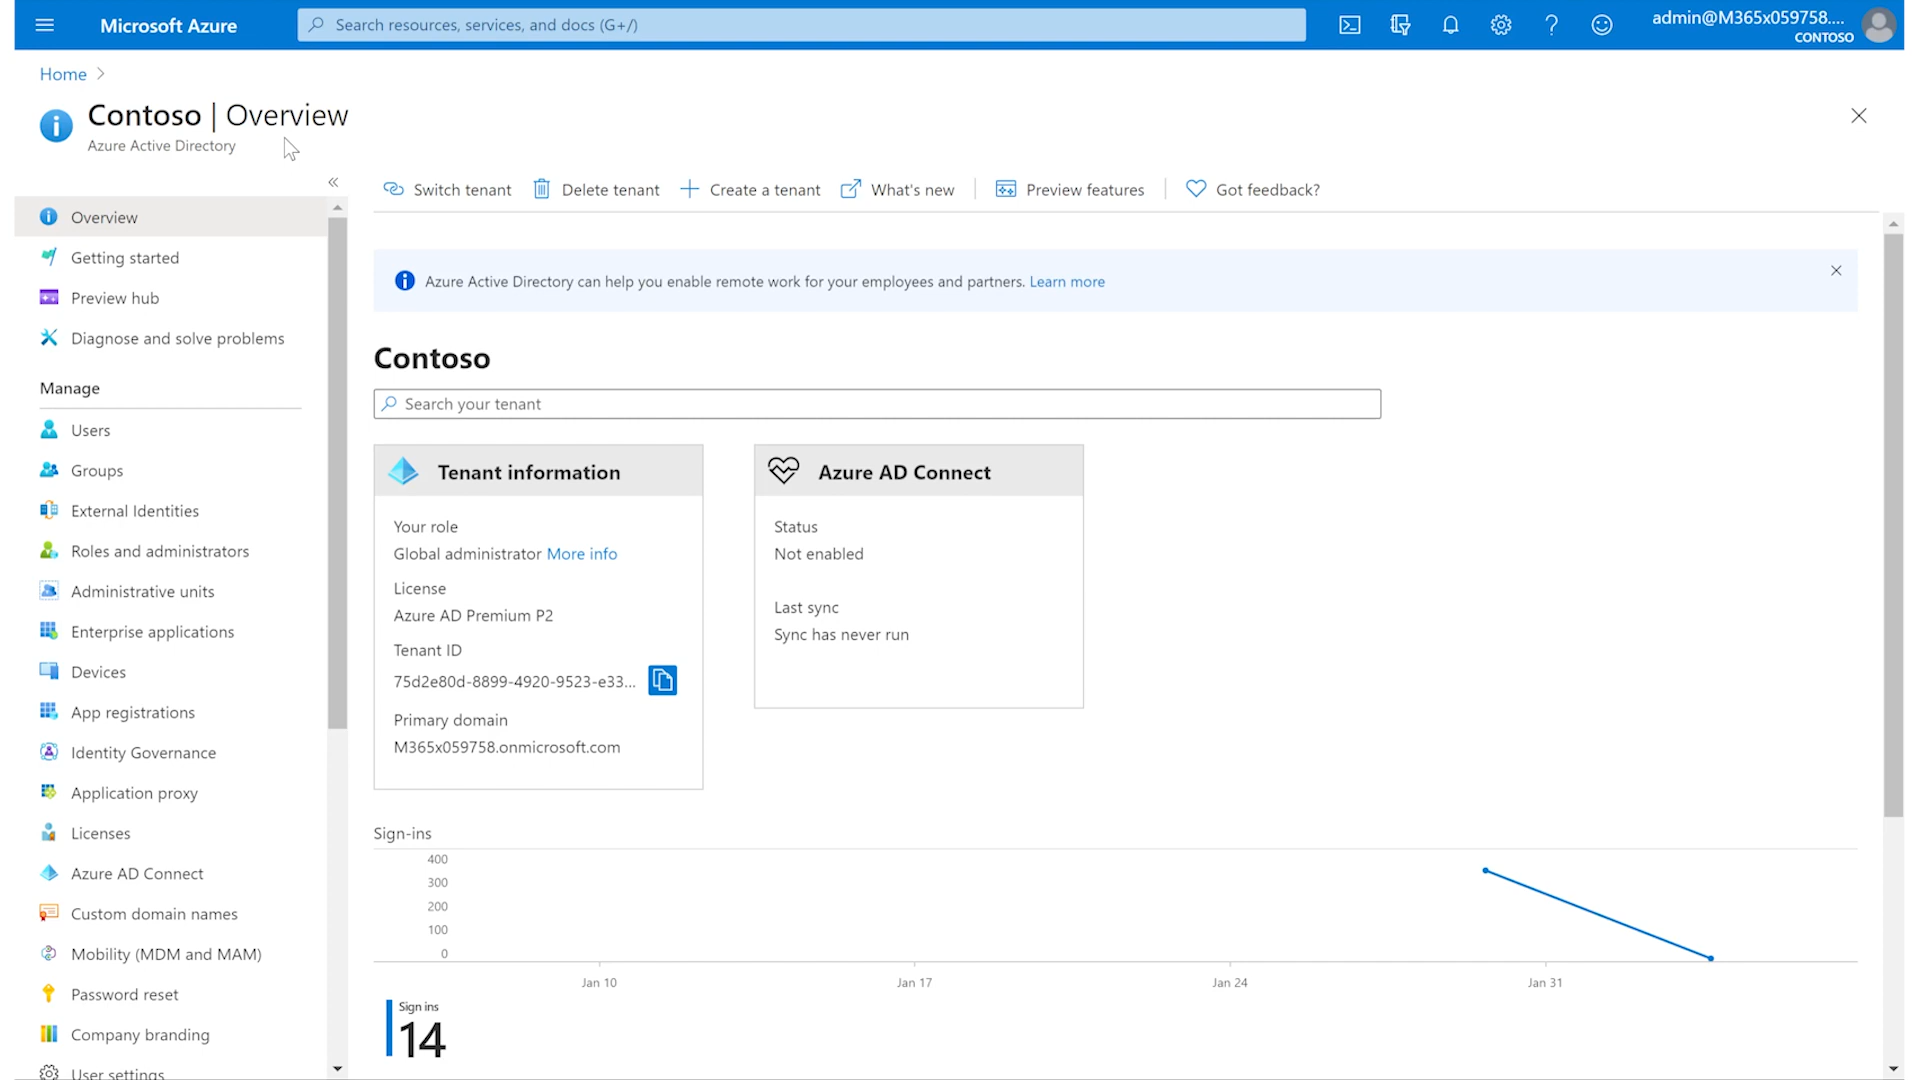 Microsoft Azure
Search resources, services, and docs (G+/)
admin@M365x059758....
CONTOSO
Home
Contoso | Overview
Azure Active Directory
Switch tenant
Delete tenant
Create a tenant
What's new
Preview features
Got feedback?
Overview
Getting started
Preview hub
Diagnose and solve problems
Manage
Users
Groups
External Identities
Roles and administrators
Administrative units
Enterprise applications
Devices
App registrations
Identity Governance
Application proxy
Licenses
Azure AD Connect
Custom domain names
Mobility (MDM and MAM)
Password reset
Company branding
User settings
Azure Active Directory can help you enable remote work for your employees and partners. Learn more
Contoso
Search your tenant
Tenant information
Your role
Global administrator More info
License
Azure AD Premium P2
Tenant ID
75d2e80d-8899-4920-9523-e33...
Primary domain
M365x059758.onmicrosoft.com
Azure AD Connect
Status
Not enabled
Last sync
Sync has never run
Sign-ins
400
300
200
100
0
Jan 10
Jan 17
Jan 24
Jan 31
Sign ins
14